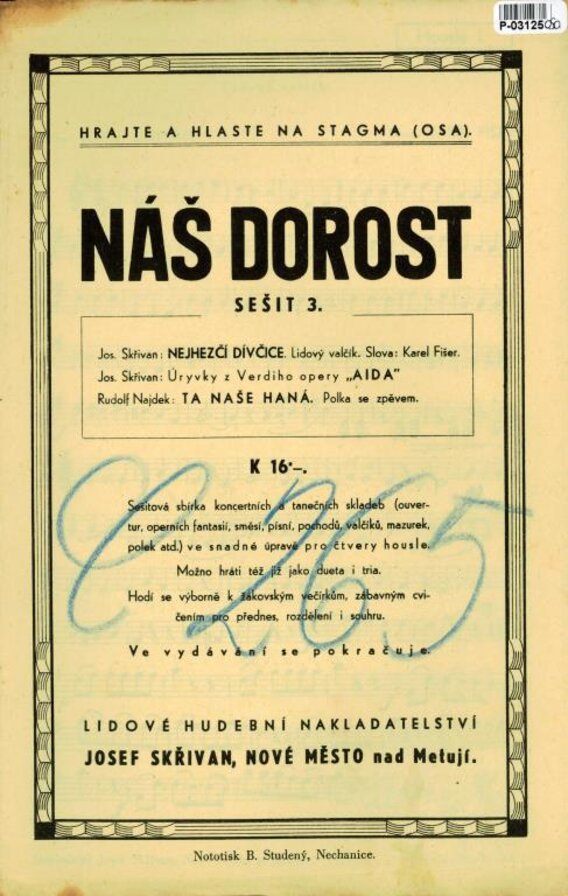 P-03125
HRAJTE A HLASTE NA STAGMA (OSA).
NÁŠ DOROST
SEŠIT 3.
Jos. Skřivan: NEJHEZČÍ DÍVČICE. Lidový valčík. Slova: Karel Fišer.
Jos. Skřivan: Úryvky z Verdiho opery „AIDA"
Rudolf Najdek: TA NAŠE HANÁ. Polka se zpěvem.
K 16·–.
Sešitová sbírka koncertních a tanečních skladeb (ouver-
tur, operních fantasií, směsí, písní, pochodů, valčíků, mazurek,
polek atd.) ve snadné úpravě pro čtvery housle.
Možno hráti též již jako dueta i tria.
Hodí se výborně k žákovským večírkům, zábavným cvi-
čením pro přednes, rozdělení i souhru.
Ve vydávání se pokračuje.
C 265
LIDOVÉ HUDEBNÍ NAKLADATELSTVÍ
JOSEF SKŘIVAN, NOVÉ MĚSTO nad Metují.
Nototisk B. Studený, Nechanice.